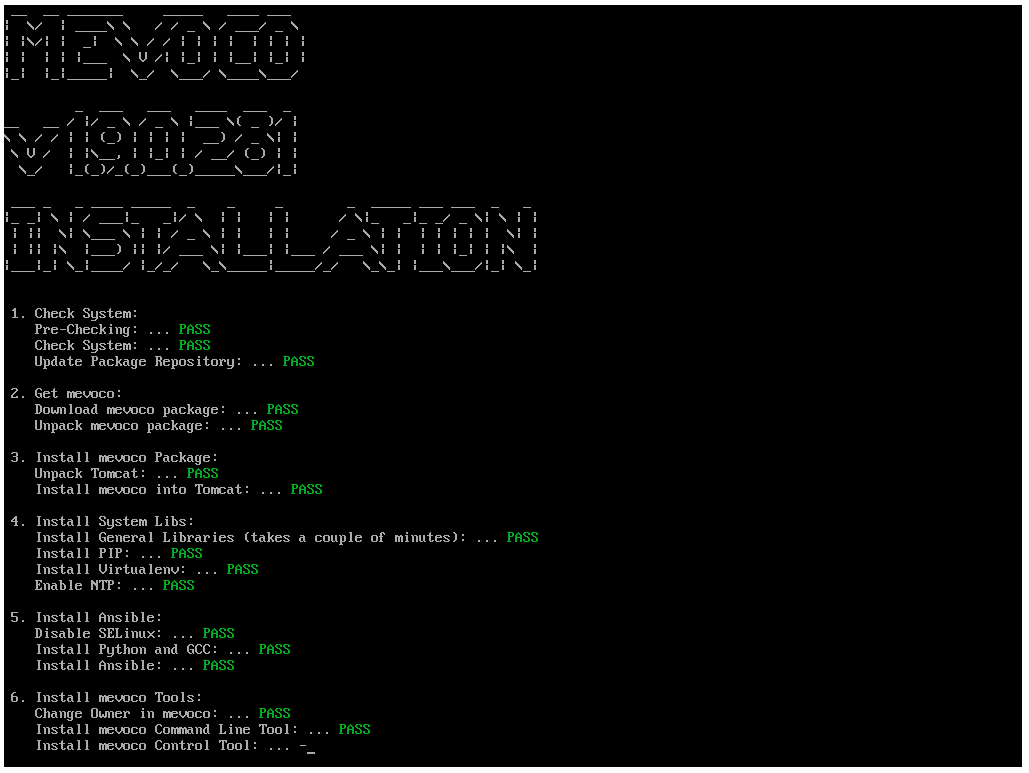 MEVOCO
v1.9.0.281
INSTALLATION
1. Check System:
Pre-Checking: ... PASS
Check System: ... PASS
Update Package Repository: ... PASS
2. Get mevoco:
Download mevoco package: ... PASS
Unpack mevoco package: ... PASS
3. Install mevoco Package:
Unpack Tomcat: ... PASS
Install mevoco into Tomcat: ... PASS
4. Install System Libs:
Install General Libraries (takes a couple of minutes): ... PASS
Install PIP: ... PASS
Install Virtualenv: ... PASS
Enable NTP: ... PASS
5. Install Ansible:
Disable SELinux: ... PASS
Install Python and GCC: ... PASS
Install Ansible: ... PASS
6. Install mevoco Tools:
Change Owner in mevoco: ... PASS
Install mevoco Command Line Tool: ... PASS
Install mevoco Control Tool: ... -_